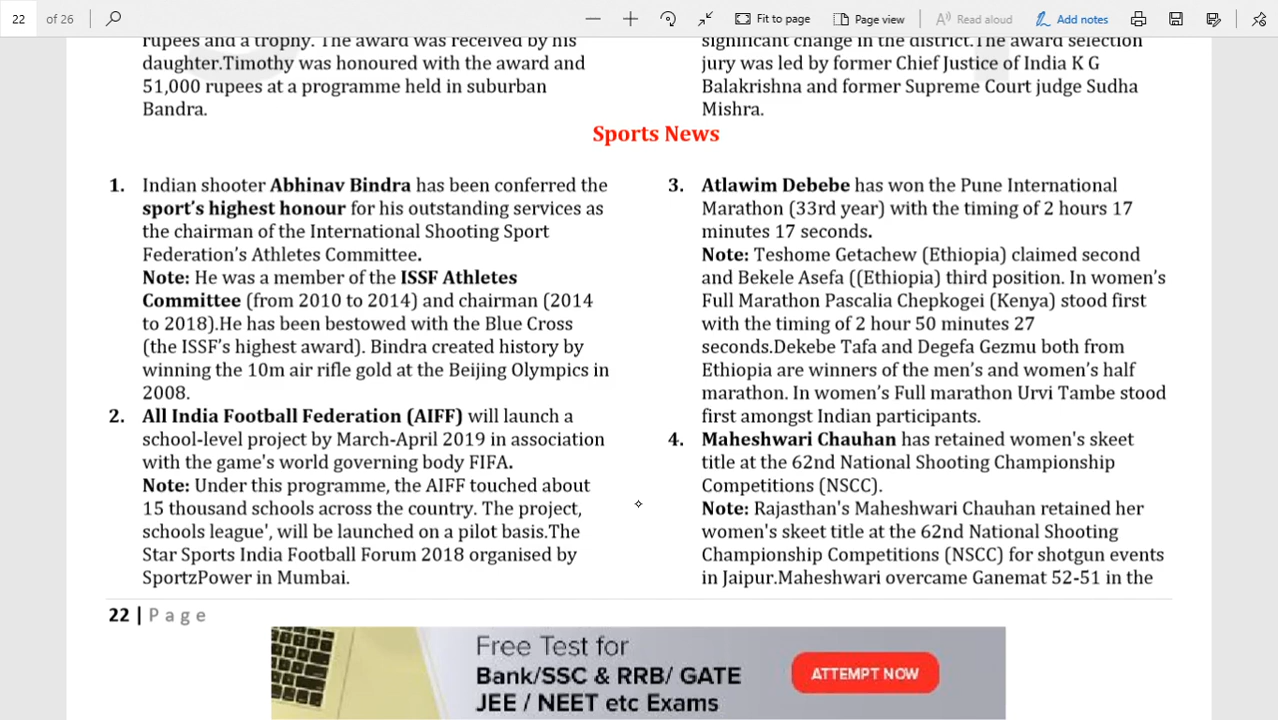 22 of 26
Fit to page
Page view
Read aloud
Add notes
rupees and a trophy. The award was received by his
daughter.Timothy was honoured with the award and
51,000 rupees at a programme held in suburban
Bandra.
significant change in the district.The award selection
jury was led by former Chief Justice of India K G
Balakrishna and former Supreme Court judge Sudha
Mishra.
Sports News
1. Indian shooter Abhinav Bindra has been conferred the
sport's highest honour for his outstanding services as
the chairman of the International Shooting Sport
Federation's Athletes Committee.
Note: He was a member of the ISSF Athletes
Committee (from 2010 to 2014) and chairman (2014
to 2018).He has been bestowed with the Blue Cross
(the ISSF's highest award). Bindra created history by
winning the 10m air rifle gold at the Beijing Olympics in
2008.
2. All India Football Federation (AIFF) will launch a
school-level project by March-April 2019 in association
with the game's world governing body FIFA.
Note: Under this programme, the AIFF touched about
15 thousand schools across the country. The project,
schools league', will be launched on a pilot basis.The
Star Sports India Football Forum 2018 organised by
SportzPower in Mumbai.
3. Atlawim Debebe has won the Pune International
Marathon (33rd year) with the timing of 2 hours 17
minutes 17 seconds.
Note: Teshome Getachew (Ethiopia) claimed second
and Bekele Asefa ((Ethiopia) third position. In women's
Full Marathon Pascalia Chepkogei (Kenya) stood first
with the timing of 2 hour 50 minutes 27
seconds.Dekebe Tafa and Degefa Gezmu both from
Ethiopia are winners of the men's and women's half
marathon. In women's Full marathon Urvi Tambe stood
first amongst Indian participants.
4. Maheshwari Chauhan has retained women's skeet
title at the 62nd National Shooting Championship
Competitions (NSCC).
Note: Rajasthan's Maheshwari Chauhan retained her
women's skeet title at the 62nd National Shooting
Championship Competitions (NSCC) for shotgun events
in Jaipur.Maheshwari overcame Ganemat 52-51 in the
22 | P a g e
Free Test for
Bank/SSC & RRB/ GATE
JEE / NEET etc Exams
ATTEMPT NOW